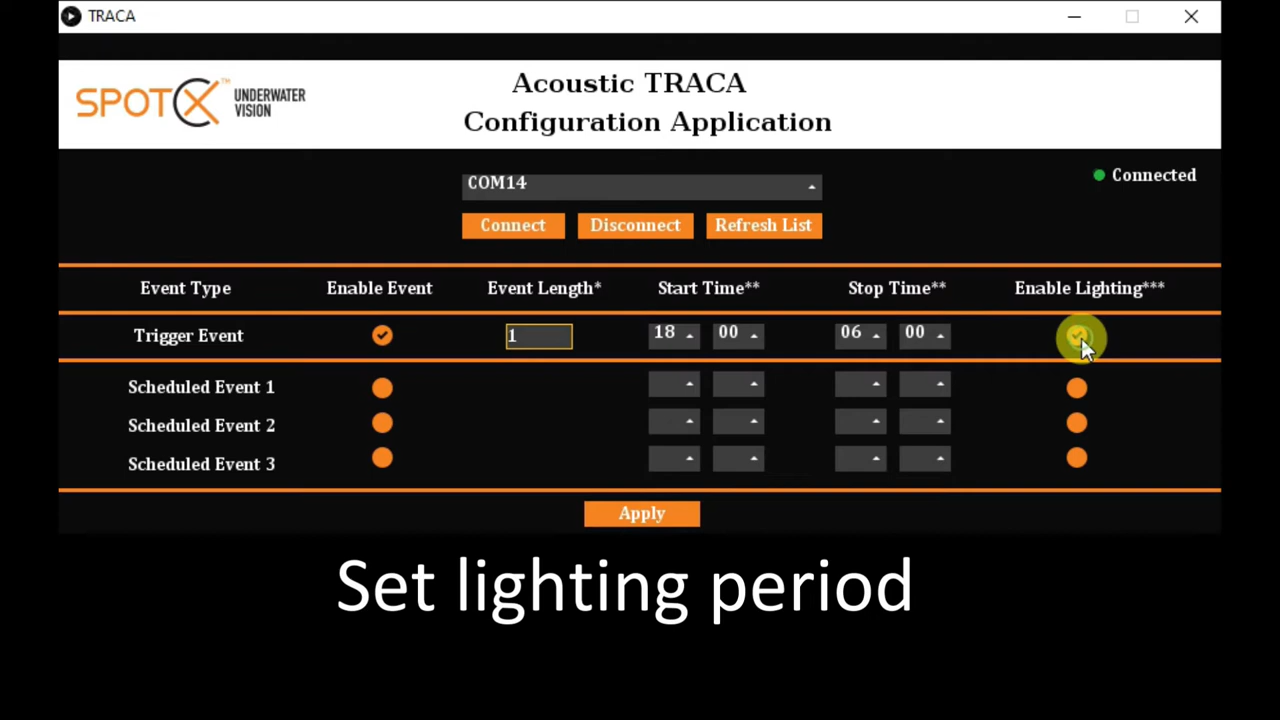 TRACA
SPOTX™ UNDERWATER VISION
Acoustic TRACA
Configuration Application
COM14
Connected
Connect Disconnect Refresh List
Event Type Enable Event Event Length* Start Time** Stop Time** Enable Lighting***
Trigger Event 1 18 00 06 00
Scheduled Event 1
Scheduled Event 2
Scheduled Event 3
Apply
Set lighting period